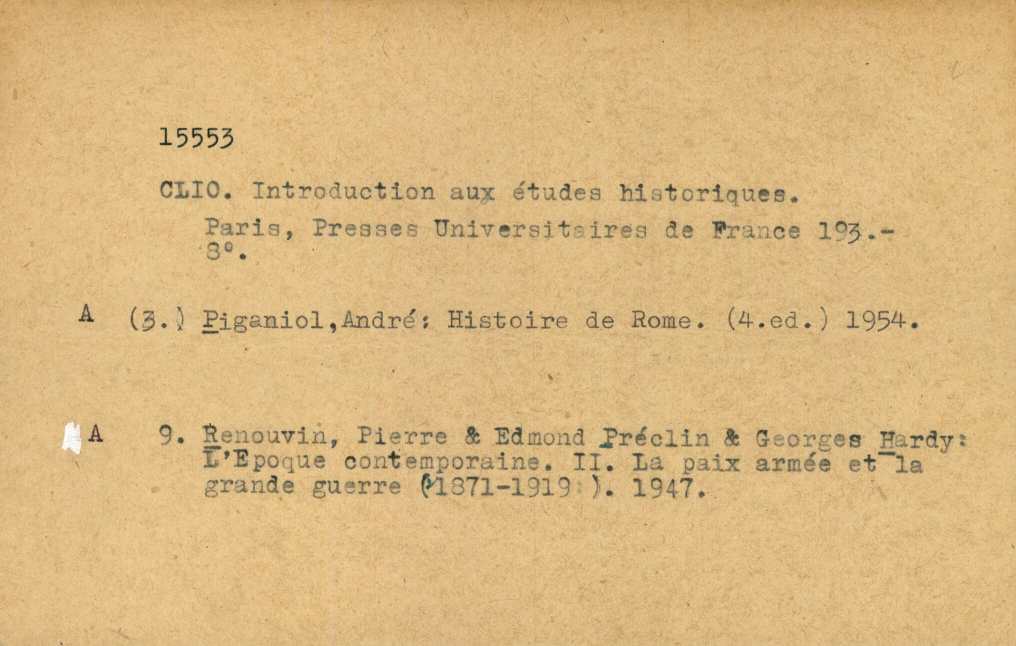 15553
CLIO. Introduction aux études historiques.
Paris, Presses Universitaires de France 193.-
8°.
A (3.) Piganiol,André: Histoire de Rome. (4.ed.) 1954.
A 9. Renouvin, Pierre & Edmond Préclin & Georges Hardy:
L'Epoque contemporaine. II. La paix armée et la
grande guerre (1871-1919 ). 1947.